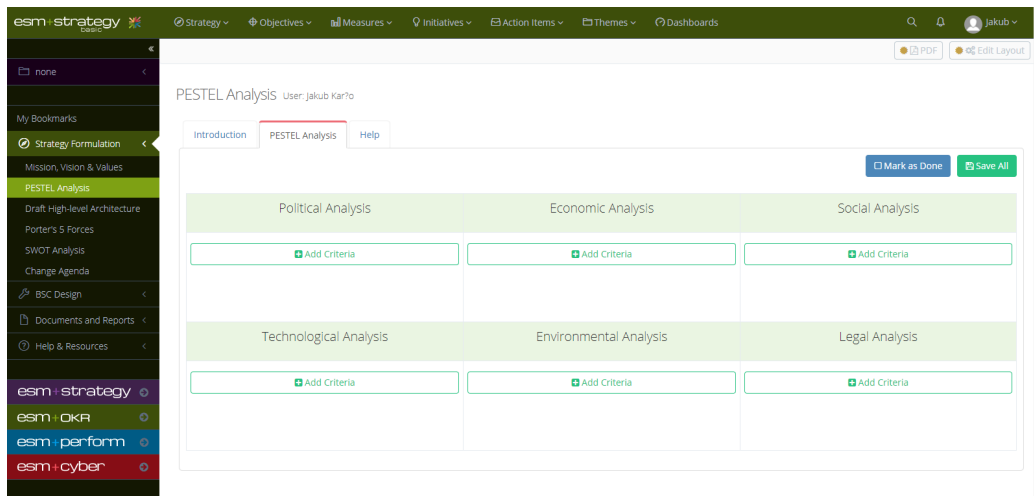 esm+strategy
basic
Strategy
Objectives
Measures
Initiatives
Action Items
Themes
Dashboards
Jakub
«
PDF
Edit Layout
none
My Bookmarks
Strategy Formulation
Mission, Vision & Values
PESTEL Analysis
Draft High-level Architecture
Porter's 5 Forces
SWOT Analysis
Change Agenda
BSC Design
Documents and Reports
Help & Resources
esm+strategy
esm+OKR
esm+perform
esm+cyber
PESTEL Analysis User: Jakub Kar?o
Introduction
PESTEL Analysis
Help
Mark as Done
Save All
Political Analysis
Economic Analysis
Social Analysis
Add Criteria
Add Criteria
Add Criteria
Technological Analysis
Environmental Analysis
Legal Analysis
Add Criteria
Add Criteria
Add Criteria